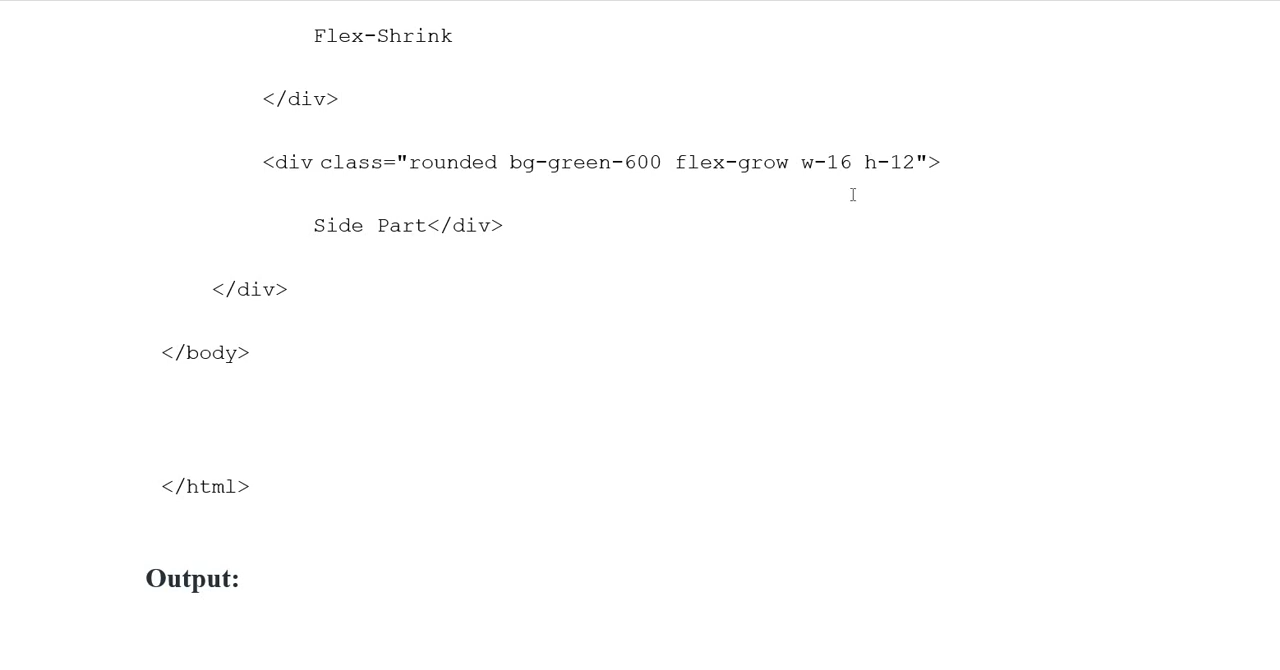 Flex-Shrink
</div>
<div class="rounded bg-green-600 flex-grow w-16 h-12">
Side Part</div>
</div>
</body>
</html>
Output: